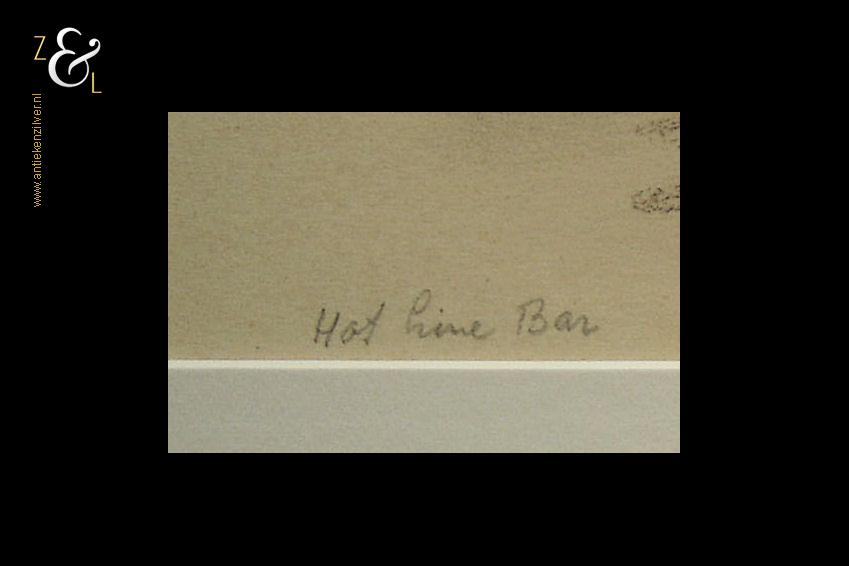 Z & L
www.antiekenzilver.nl
Hot Line Bar